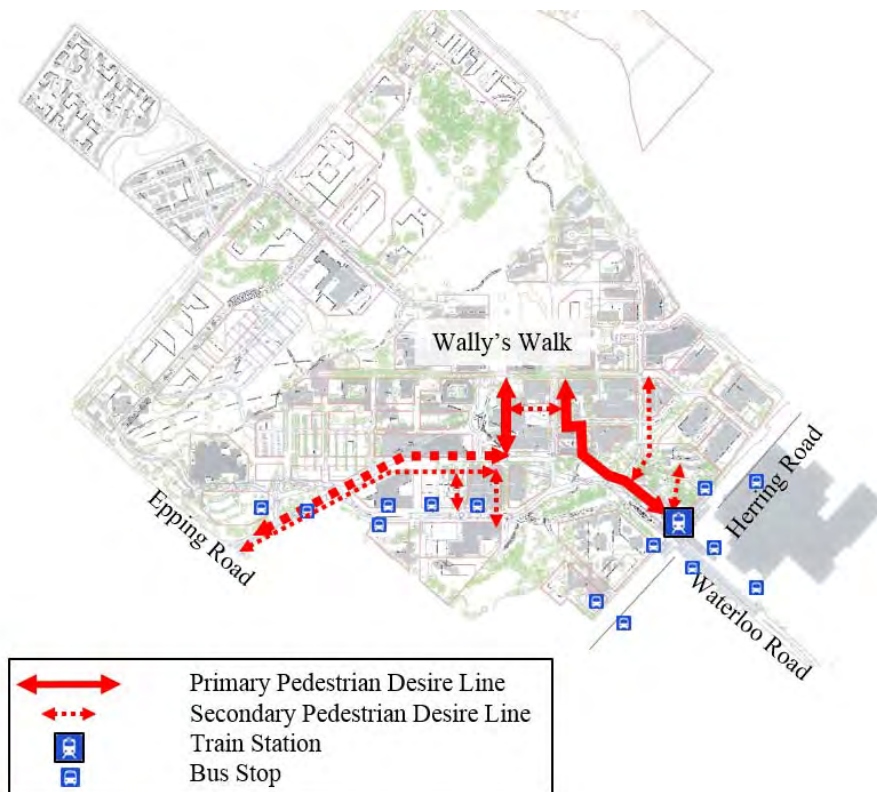 Wally's Walk
Epping Road
Herring Road
Waterloo Road
Primary Pedestrian Desire Line
Secondary Pedestrian Desire Line
Train Station
Bus Stop